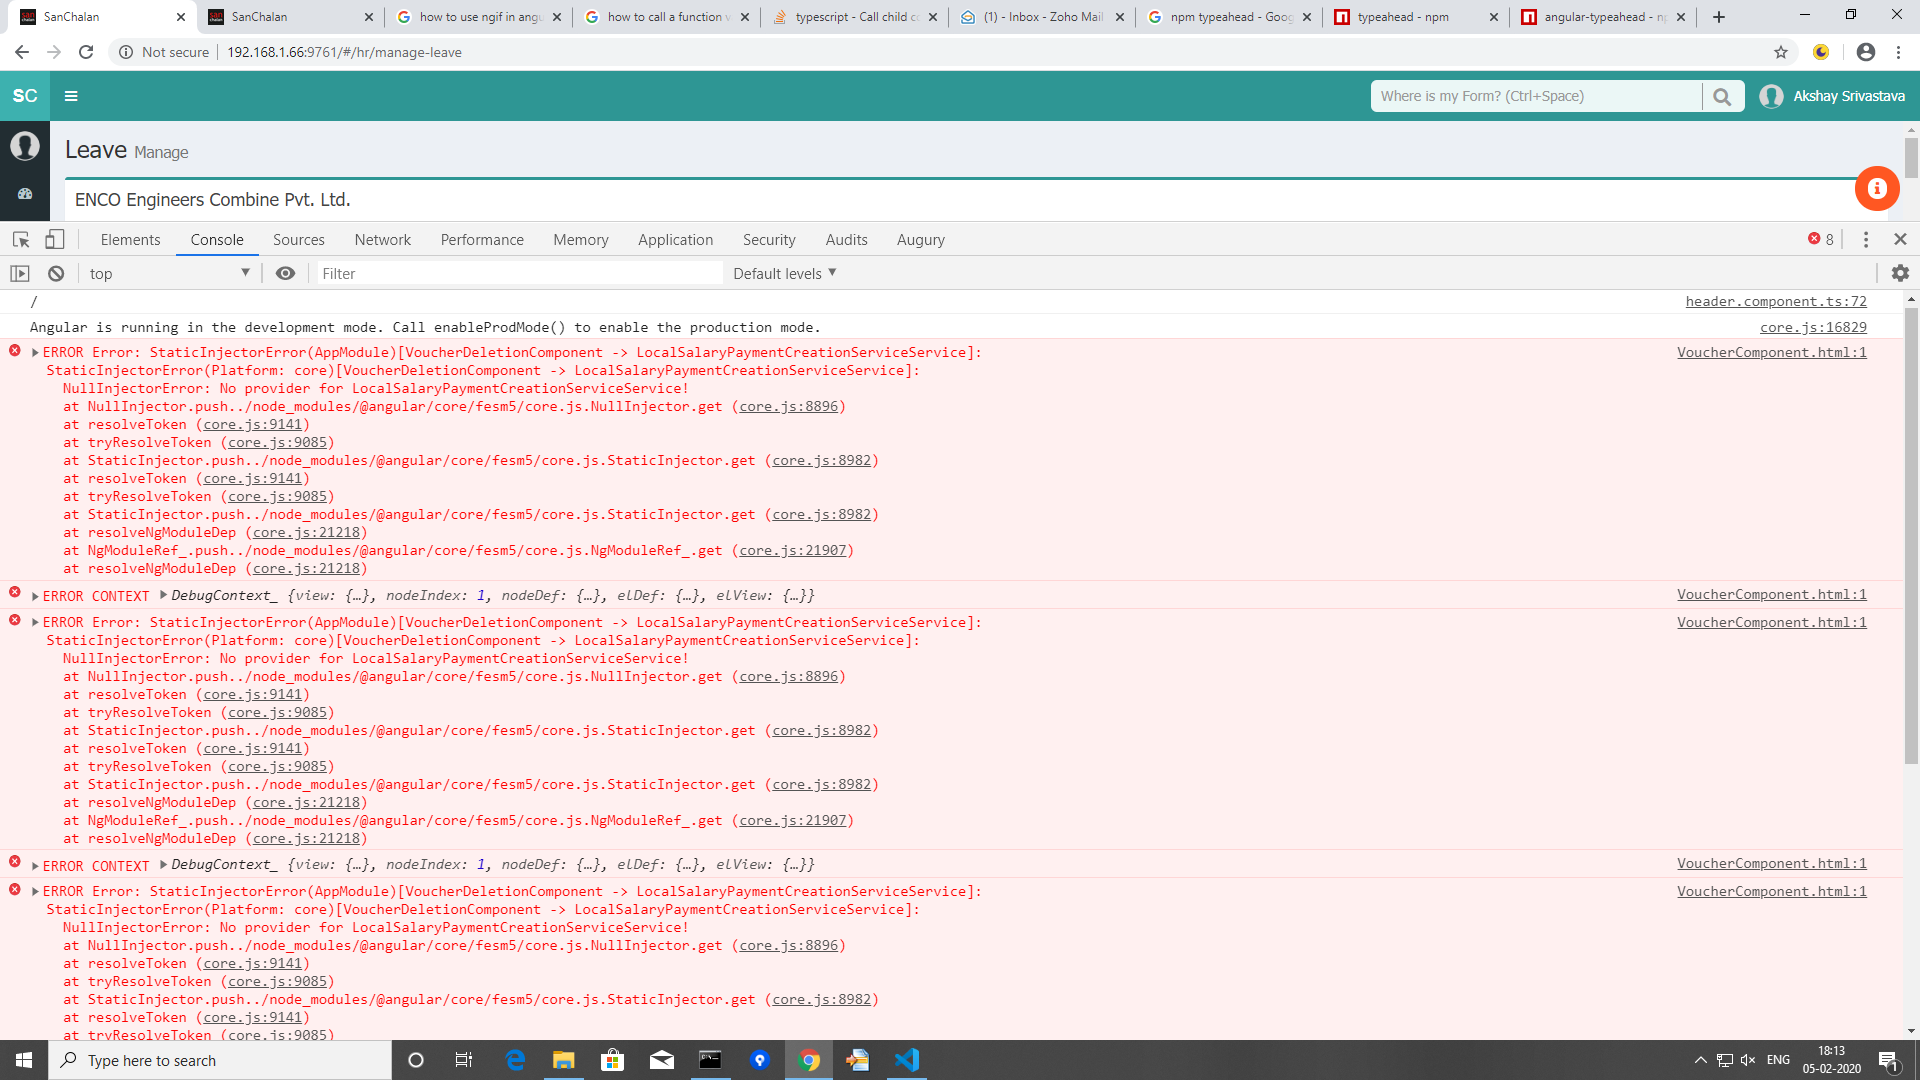 SanChalan
SanChalan
how to use ngif in angu
how to call a function v
typescript - Call child co
(1) - Inbox - Zoho Mail
npm typeahead - Goog
typeahead - npm
angular-typeahead - np
Not secure
192.168.1.66:9761/#/hr/manage-leave
SC
Where is my Form? (Ctrl+Space)
Akshay Srivastava
Leave Manage
ENCO Engineers Combine Pvt. Ltd.
Elements Console Sources Network Performance Memory Application Security Audits Augury 8
top Filter Default levels
/ header.component.ts:72
Angular is running in the development mode. Call enableProdMode() to enable the production mode. core.js:16829
ERROR Error: StaticInjectorError(AppModule)[VoucherDeletionComponent -> LocalSalaryPaymentCreationServiceService]: VoucherComponent.html:1
StaticInjectorError(Platform: core)[VoucherDeletionComponent -> LocalSalaryPaymentCreationServiceService]:
NullInjectorError: No provider for LocalSalaryPaymentCreationServiceService!
at NullInjector.push../node_modules/@angular/core/fesm5/core.js.NullInjector.get (core.js:8896)
at resolveToken (core.js:9141)
at tryResolveToken (core.js:9085)
at StaticInjector.push../node_modules/@angular/core/fesm5/core.js.StaticInjector.get (core.js:8982)
at resolveToken (core.js:9141)
at tryResolveToken (core.js:9085)
at StaticInjector.push../node_modules/@angular/core/fesm5/core.js.StaticInjector.get (core.js:8982)
at resolveNgModuleDep (core.js:21218)
at NgModuleRef_.push../node_modules/@angular/core/fesm5/core.js.NgModuleRef_.get (core.js:21907)
at resolveNgModuleDep (core.js:21218)
ERROR CONTEXT DebugContext_ {view: {…}, nodeIndex: 1, nodeDef: {…}, elDef: {…}, elView: {…}} VoucherComponent.html:1
ERROR Error: StaticInjectorError(AppModule)[VoucherDeletionComponent -> LocalSalaryPaymentCreationServiceService]: VoucherComponent.html:1
StaticInjectorError(Platform: core)[VoucherDeletionComponent -> LocalSalaryPaymentCreationServiceService]:
NullInjectorError: No provider for LocalSalaryPaymentCreationServiceService!
at NullInjector.push../node_modules/@angular/core/fesm5/core.js.NullInjector.get (core.js:8896)
at resolveToken (core.js:9141)
at tryResolveToken (core.js:9085)
at StaticInjector.push../node_modules/@angular/core/fesm5/core.js.StaticInjector.get (core.js:8982)
at resolveToken (core.js:9141)
at tryResolveToken (core.js:9085)
at StaticInjector.push../node_modules/@angular/core/fesm5/core.js.StaticInjector.get (core.js:8982)
at resolveNgModuleDep (core.js:21218)
at NgModuleRef_.push../node_modules/@angular/core/fesm5/core.js.NgModuleRef_.get (core.js:21907)
at resolveNgModuleDep (core.js:21218)
ERROR CONTEXT DebugContext_ {view: {…}, nodeIndex: 1, nodeDef: {…}, elDef: {…}, elView: {…}} VoucherComponent.html:1
ERROR Error: StaticInjectorError(AppModule)[VoucherDeletionComponent -> LocalSalaryPaymentCreationServiceService]: VoucherComponent.html:1
StaticInjectorError(Platform: core)[VoucherDeletionComponent -> LocalSalaryPaymentCreationServiceService]:
NullInjectorError: No provider for LocalSalaryPaymentCreationServiceService!
at NullInjector.push../node_modules/@angular/core/fesm5/core.js.NullInjector.get (core.js:8896)
at resolveToken (core.js:9141)
at tryResolveToken (core.js:9085)
at StaticInjector.push../node_modules/@angular/core/fesm5/core.js.StaticInjector.get (core.js:8982)
at resolveToken (core.js:9141)
at tryResolveToken (core.js:9085)
Type here to search
ENG
18:13
05-02-2020
1